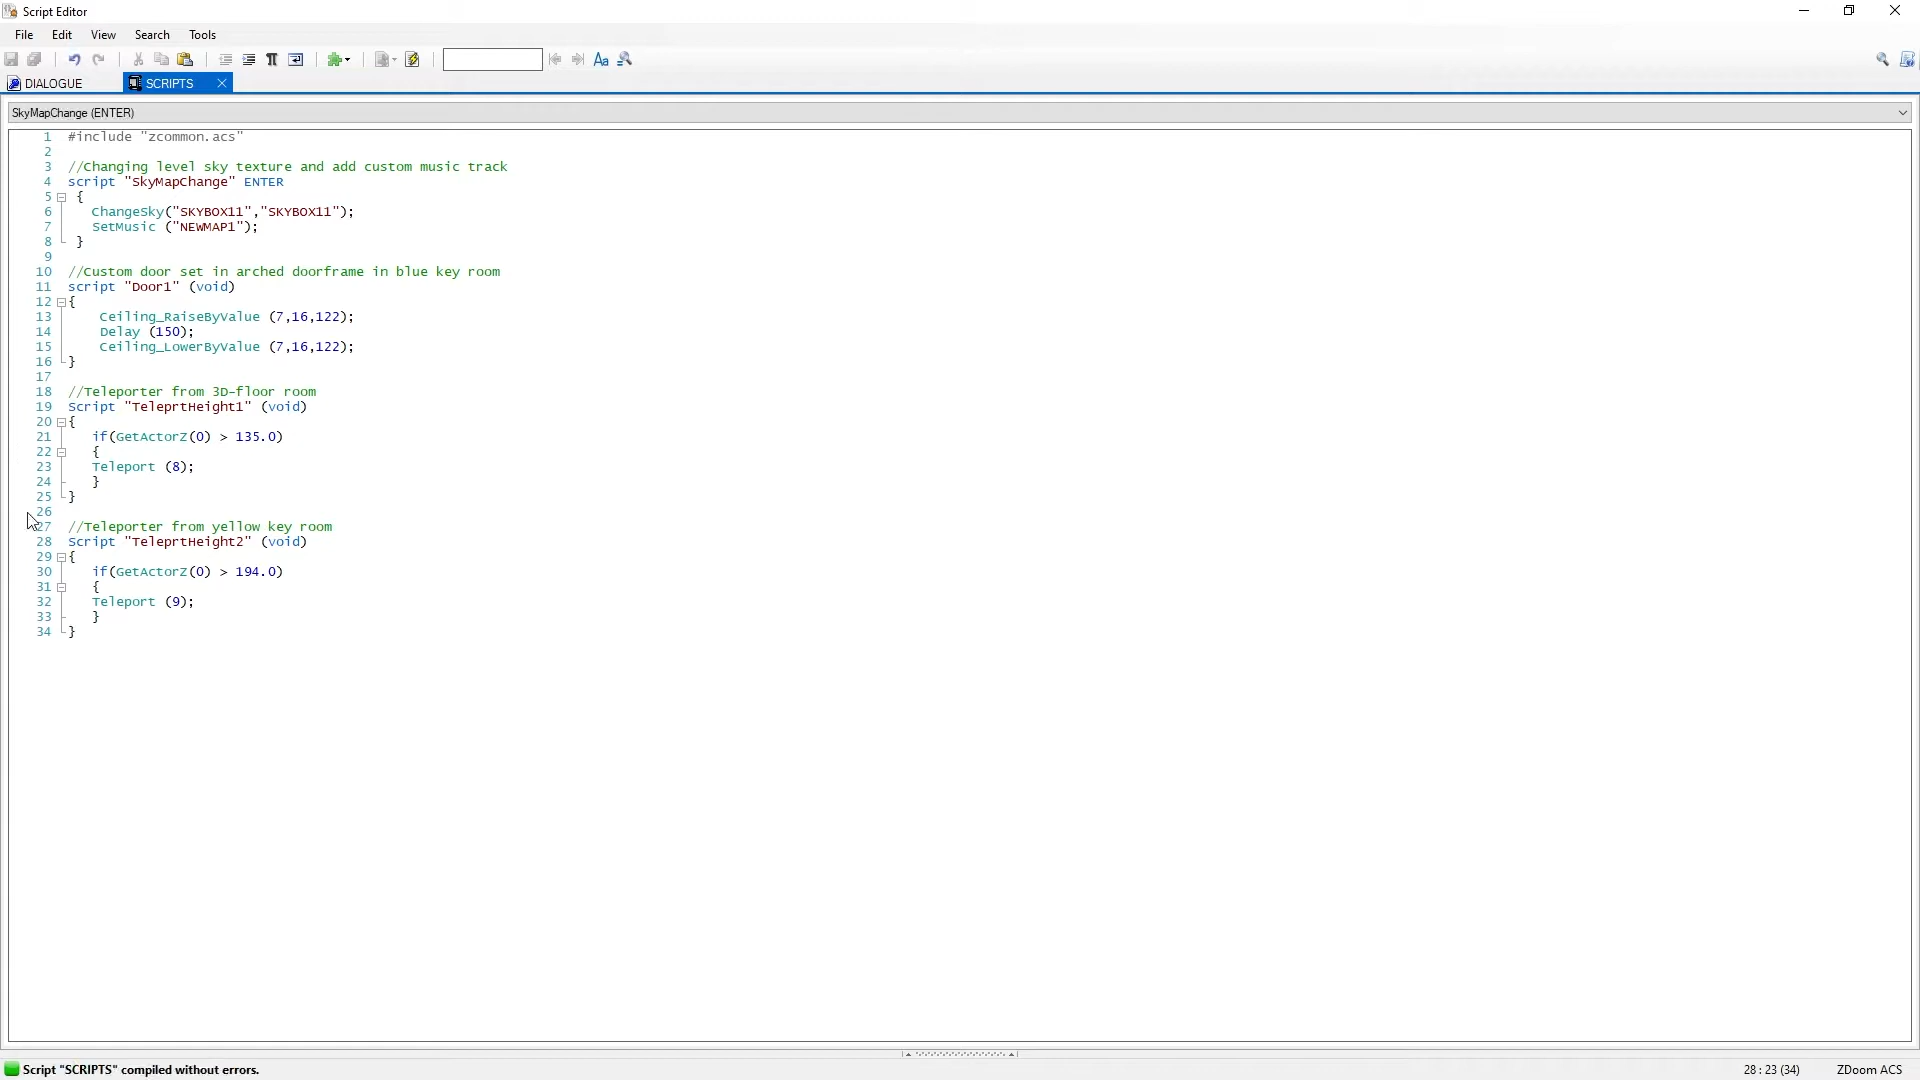 Script Editor
File Edit View Search Tools
Aa
DIALOGUE SCRIPTS
SkyMapChange (ENTER)
1 #include "zcommon.acs"
2
3 //Changing level sky texture and add custom music track
4 script "SkyMapChange" ENTER
5 {
6 ChangeSky("SKYBOX11","SKYBOX11");
7 SetMusic ("NEWMAP1");
8 }
9
10 //Custom door set in arched doorframe in blue key room
11 script "Door1" (void)
12 {
13 Ceiling_RaiseByValue (7,16,122);
14 Delay (150);
15 Ceiling_LowerByValue (7,16,122);
16 }
17
18 //Teleporter from 3D-floor room
19 Script "TeleprtHeight1" (void)
20 {
21 if(GetActorZ(0) > 135.0)
22 {
23 Teleport (8);
24 }
25 }
26
27 //Teleporter from yellow key room
28 Script "TeleprtHeight2" (void)
29 {
30 if(GetActorZ(0) > 194.0)
31 {
32 Teleport (9);
33 }
34 }
Script "SCRIPTS" compiled without errors. 28 : 23 (34) ZDoom ACS